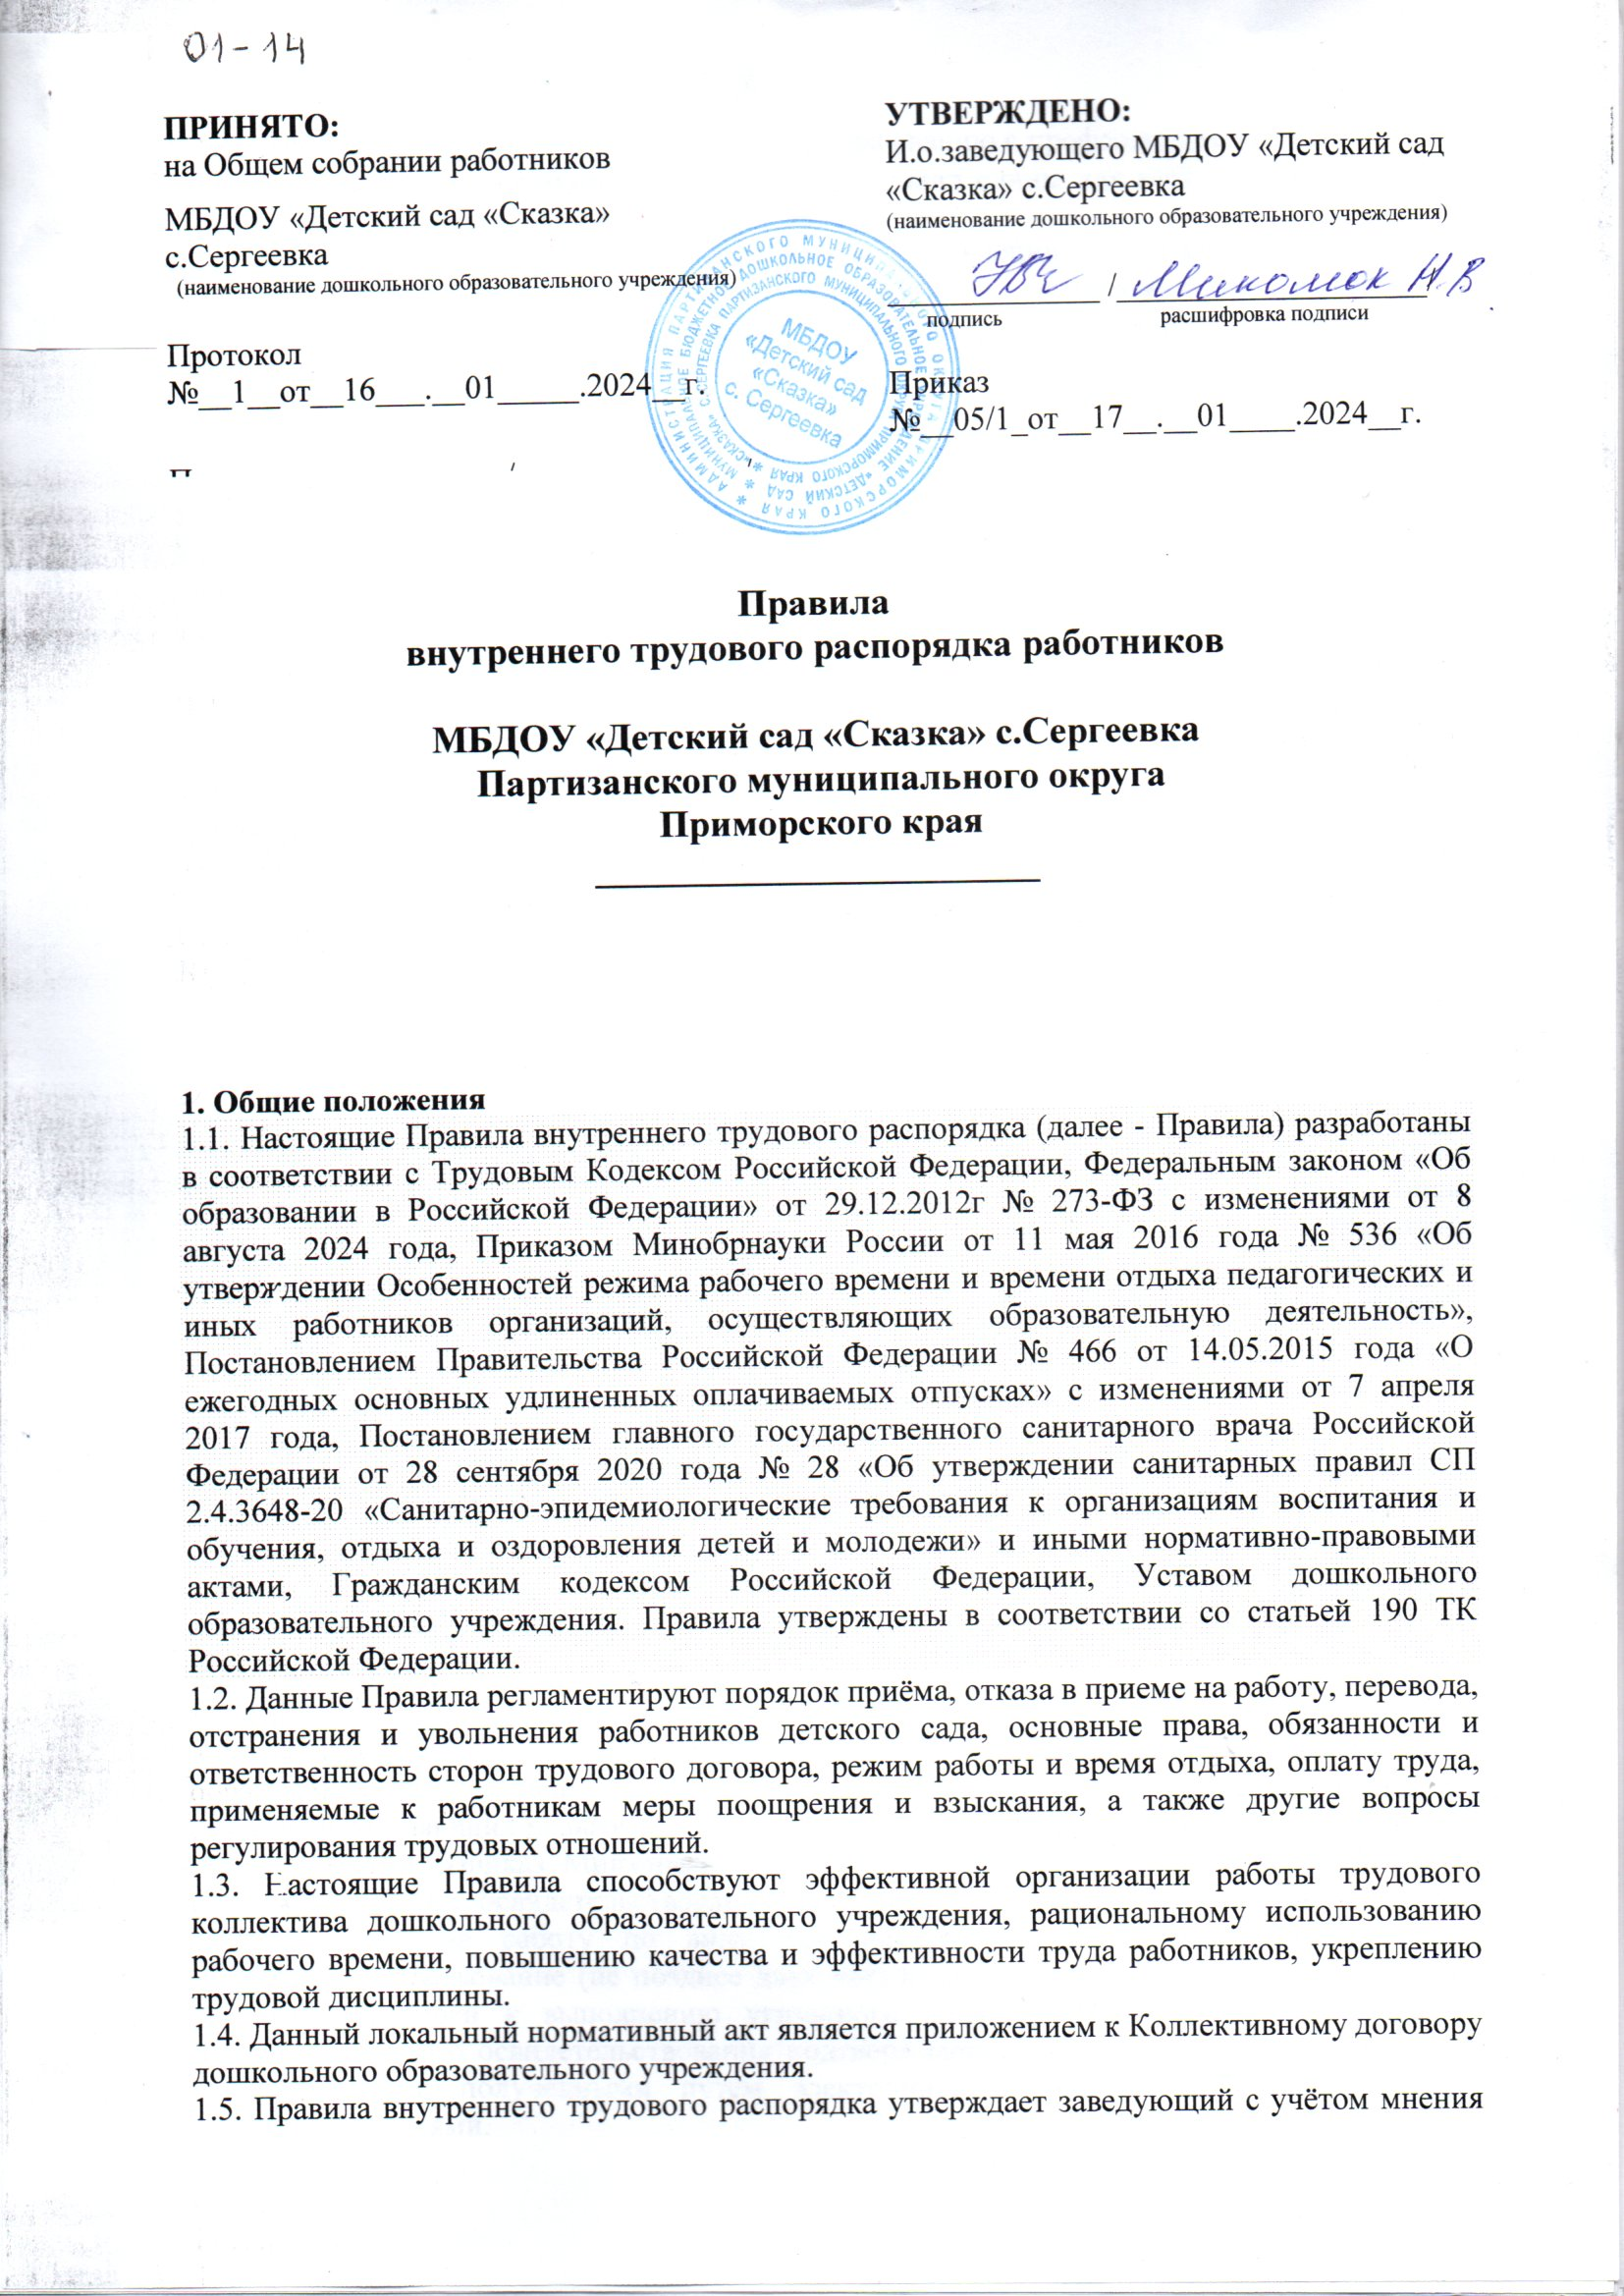 01-14
ПРИНЯТО:
на Общем собрании работников
МБДОУ «Детский сад «Сказка»
с.Сергеевка
(наименование дошкольного образовательного учреждения)
Протокол
№__1__от__16___.__01_____.2024__г.
УТВЕРЖДЕНО:
И.о.заведующего МБДОУ «Детский сад
«Сказка» с.Сергеевка
(наименование дошкольного образовательного учреждения)
/
подпись расшифровка подписи
Приказ
№__05/1_от__17__.__01____.2024__г.
МБДОУ
«Детский сад
«Сказка»
с. Сергеевка
Правила
внутреннего трудового распорядка работников
МБДОУ «Детский сад «Сказка» с.Сергеевка
Партизанского муниципального округа
Приморского края
1. Общие положения
1.1. Настоящие Правила внутреннего трудового распорядка (далее - Правила) разработаны
в соответствии с Трудовым Кодексом Российской Федерации, Федеральным законом «Об
образовании в Российской Федерации» от 29.12.2012г № 273-ФЗ с изменениями от 8
августа 2024 года, Приказом Минобрнауки России от 11 мая 2016 года № 536 «Об
утверждении Особенностей режима рабочего времени и времени отдыха педагогических и
иных работников организаций, осуществляющих образовательную деятельность»,
Постановлением Правительства Российской Федерации № 466 от 14.05.2015 года «О
ежегодных основных удлиненных оплачиваемых отпусках» с изменениями от 7 апреля
2017 года, Постановлением главного государственного санитарного врача Российской
Федерации от 28 сентября 2020 года № 28 «Об утверждении санитарных правил СП
2.4.3648-20 «Санитарно-эпидемиологические требования к организациям воспитания и
обучения, отдыха и оздоровления детей и молодежи» и иными нормативно-правовыми
актами, Гражданским кодексом Российской Федерации, Уставом дошкольного
образовательного учреждения. Правила утверждены в соответствии со статьей 190 ТК
Российской Федерации.
1.2. Данные Правила регламентируют порядок приёма, отказа в приеме на работу, перевода,
отстранения и увольнения работников детского сада, основные права, обязанности и
ответственность сторон трудового договора, режим работы и время отдыха, оплату труда,
применяемые к работникам меры поощрения и взыскания, а также другие вопросы
регулирования трудовых отношений.
1.3. Настоящие Правила способствуют эффективной организации работы трудового
коллектива дошкольного образовательного учреждения, рациональному использованию
рабочего времени, повышению качества и эффективности труда работников, укреплению
трудовой дисциплины.
1.4. Данный локальный нормативный акт является приложением к Коллективному договору
дошкольного образовательного учреждения.
1.5. Правила внутреннего трудового распорядка утверждает заведующий с учётом мнения